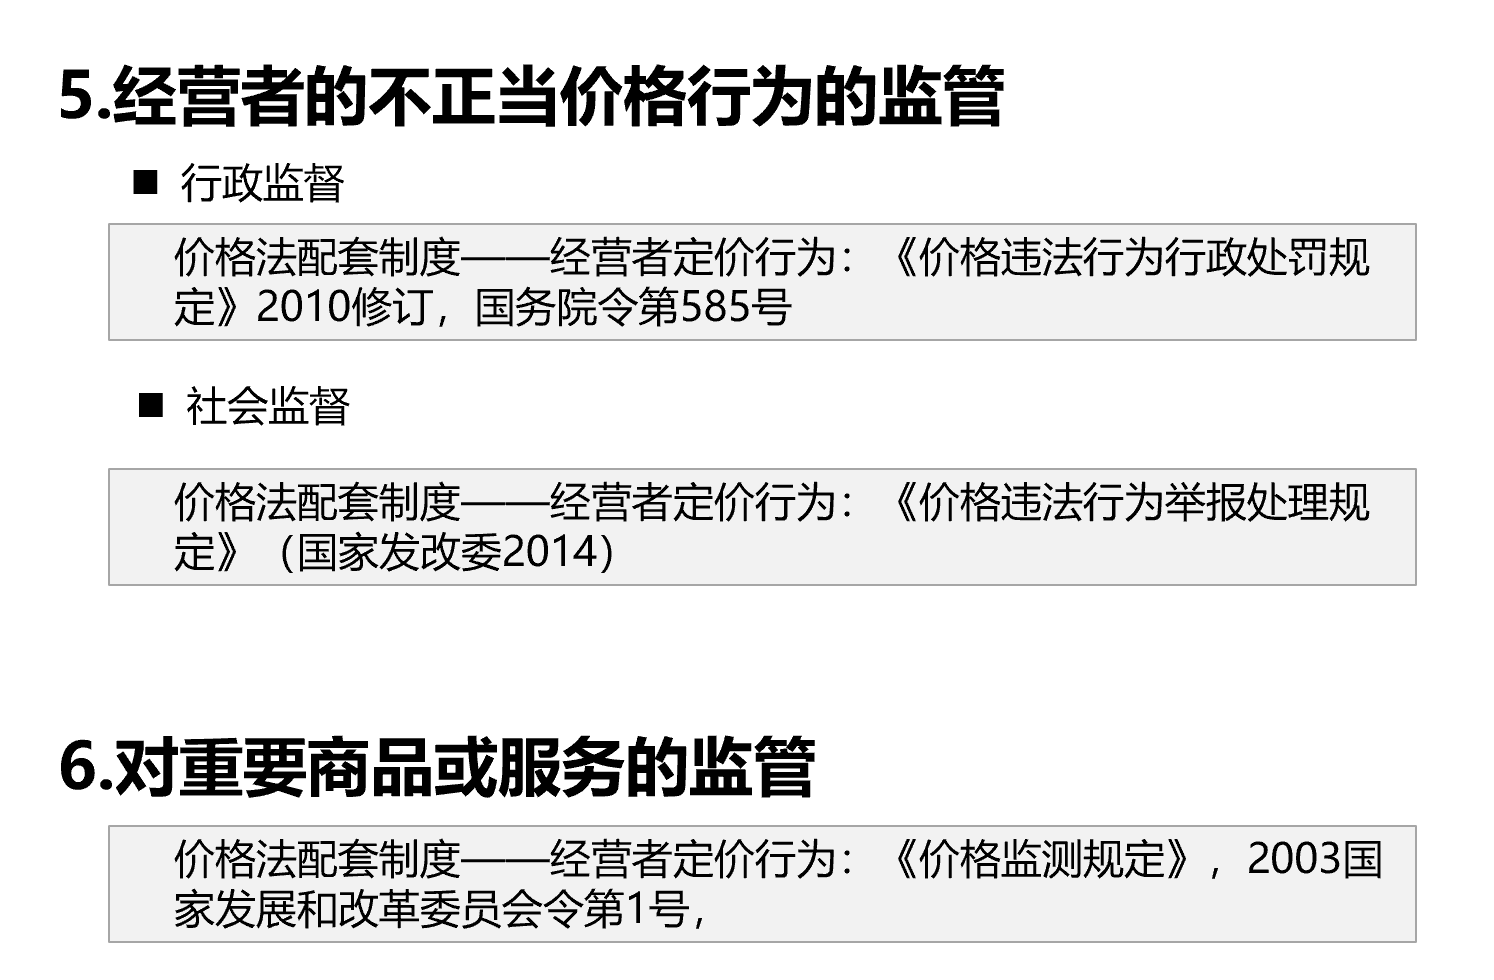 5.经营者的不正当价格行为的监管
■ 行政监督
价格法配套制度——经营者定价行为：《价格违法行为行政处罚规
定》2010修订，国务院令第585号
■ 社会监督
价格法配套制度——经营者定价行为：《价格违法行为举报处理规
定》（国家发改委2014）
6.对重要商品或服务的监管
价格法配套制度——经营者定价行为：《价格监测规定》，2003国
家发展和改革委员会令第1号，